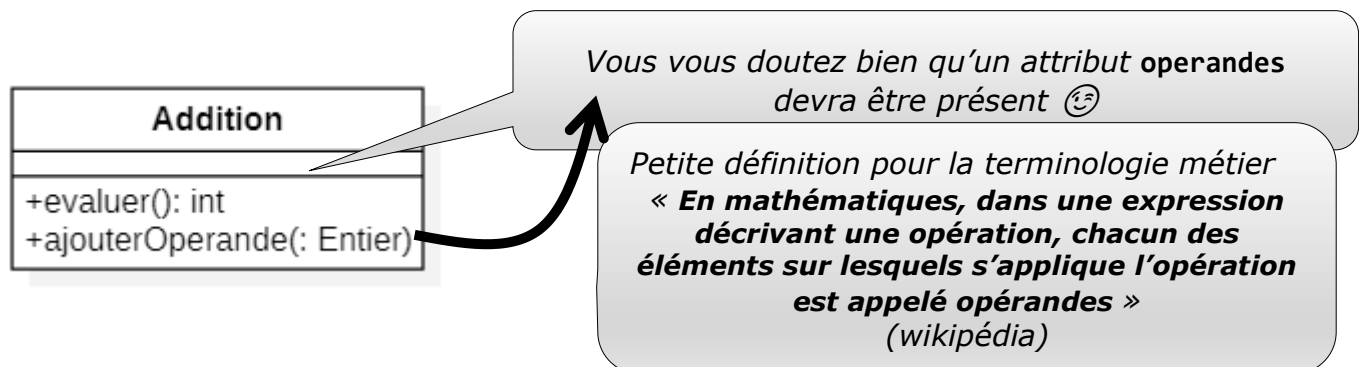 Vous vous doutez bien qu'un attribut operandes
devra être présent 😉
Addition
+evaluer(): int
+ajouterOperande(: Entier)
Petite définition pour la terminologie métier
« En mathématiques, dans une expression
décrivant une opération, chacun des
éléments sur lesquels s'applique l'opération
est appelé opérandes »
(wikipédia)